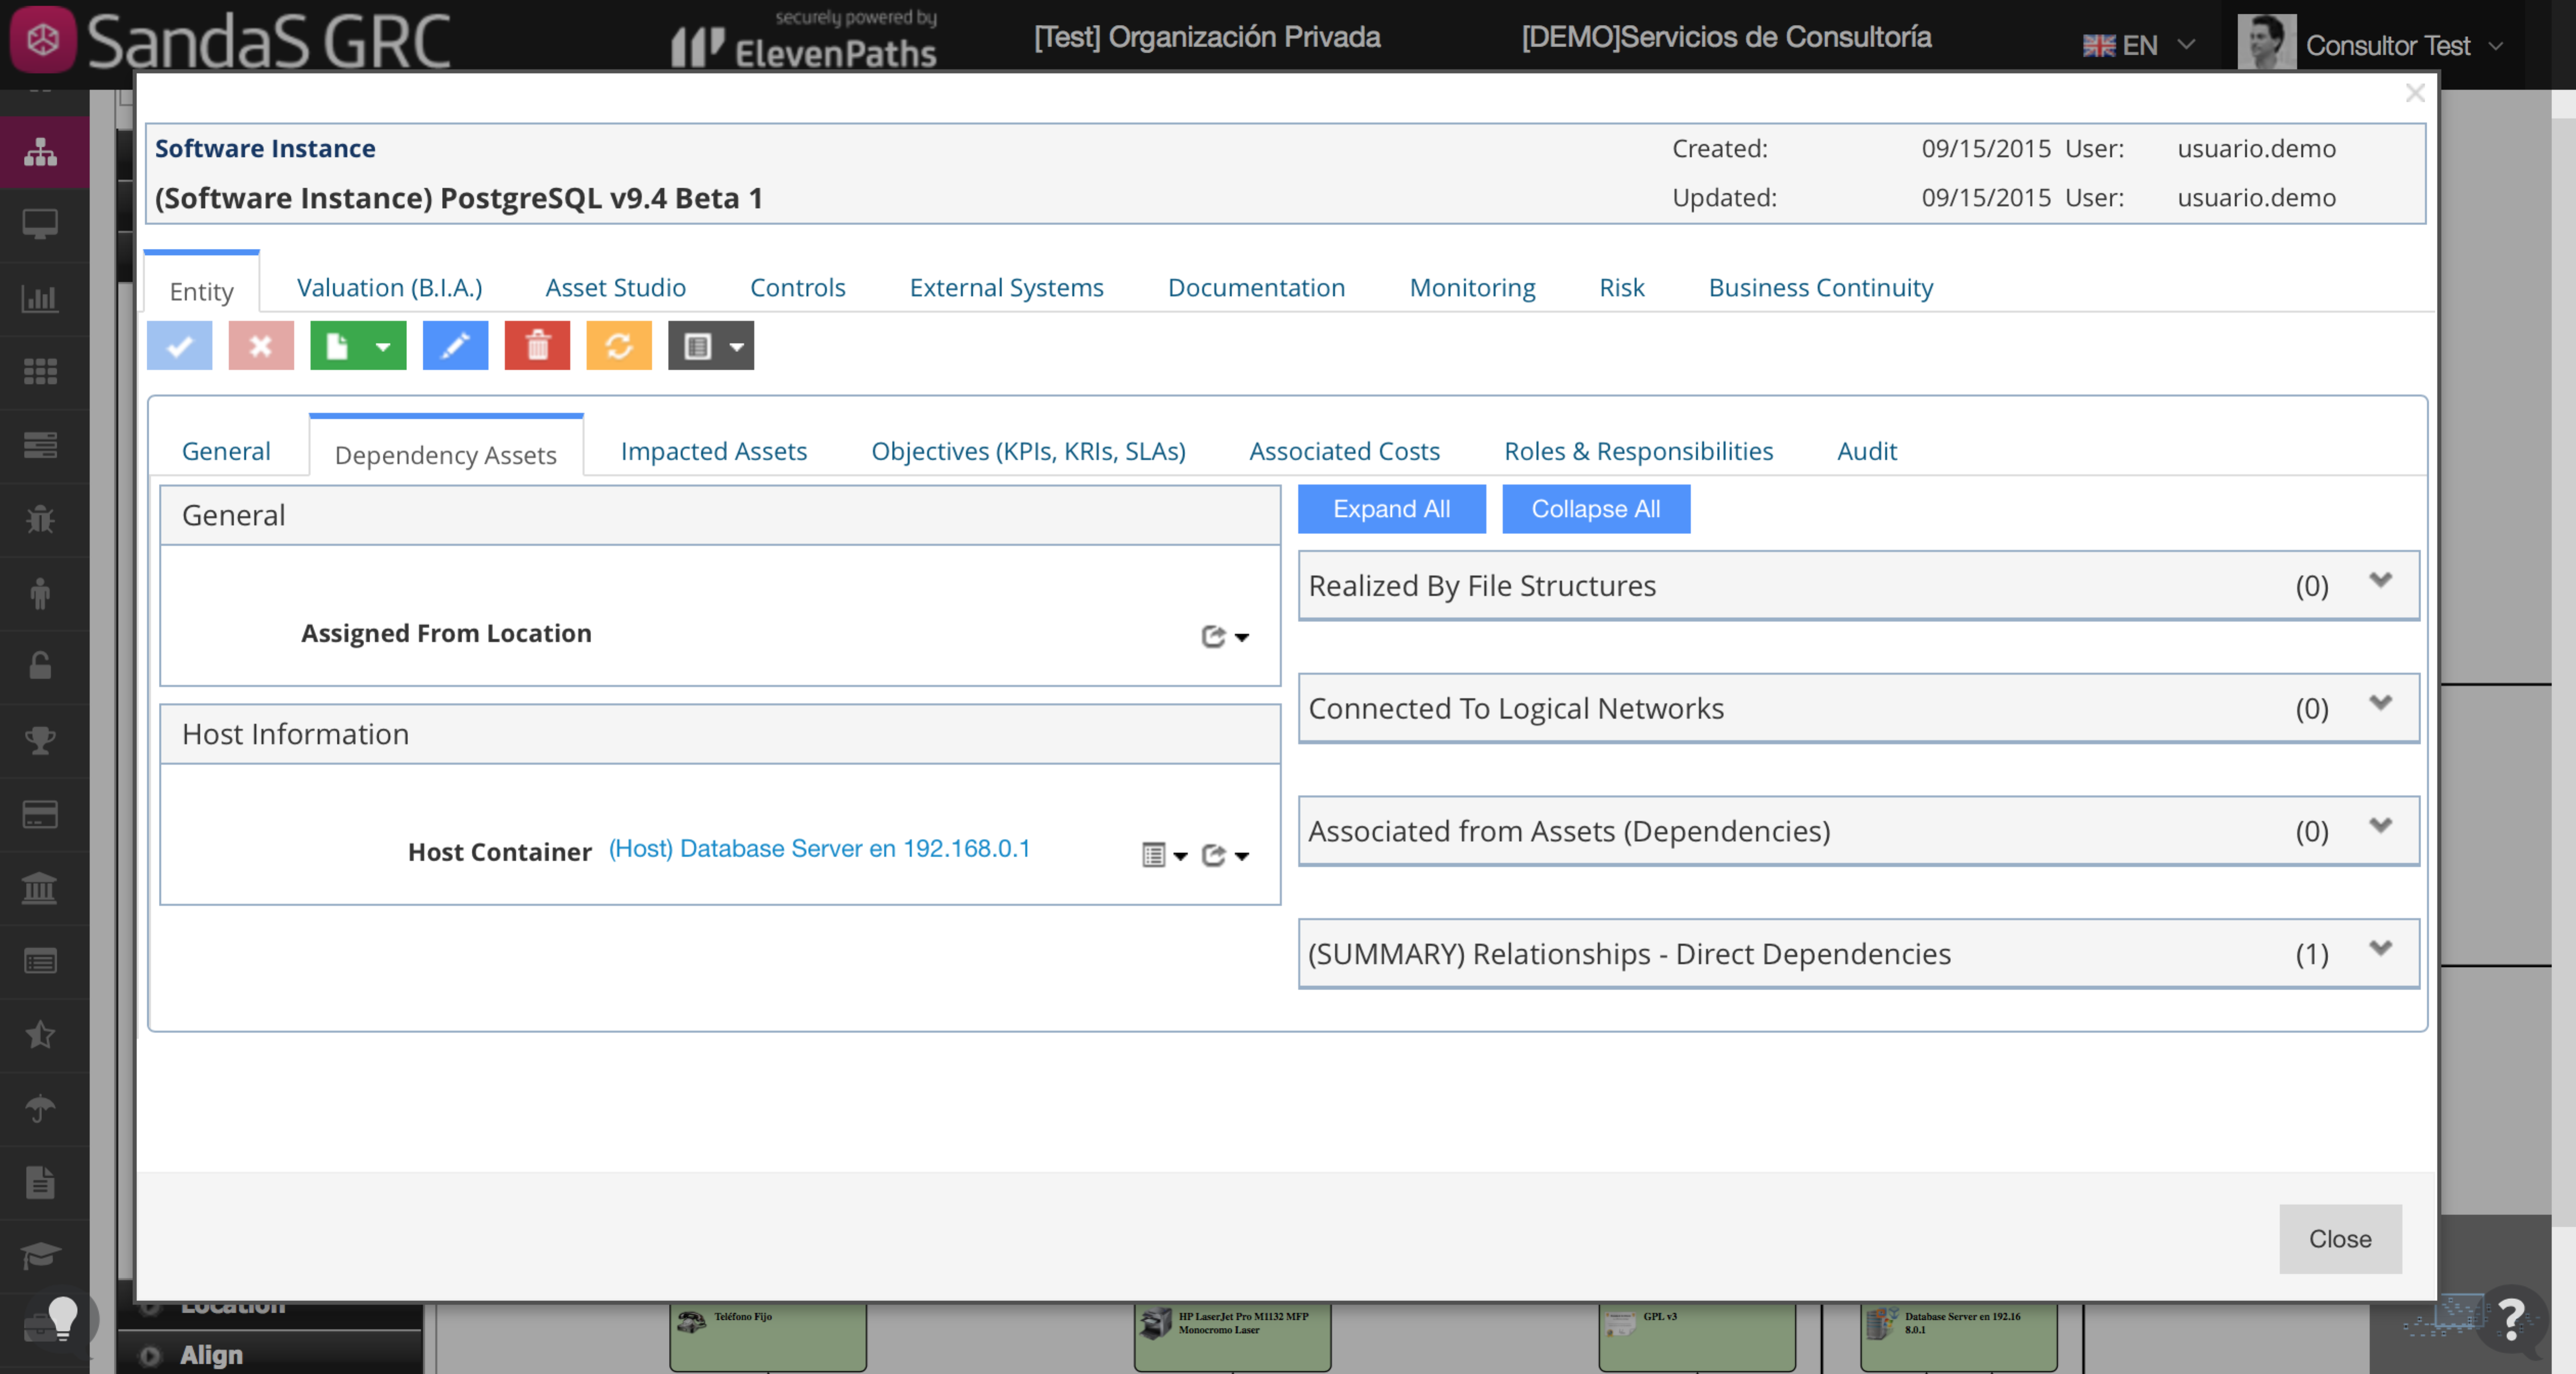 SandaS GRC
securely powered by
ElevenPaths
[Test] Organización Privada
[DEMO]Servicios de Consultoría
EN
Consultor Test
Software Instance
Created: 09/15/2015 User: usuario.demo
(Software Instance) PostgreSQL v9.4 Beta 1
Updated: 09/15/2015 User: usuario.demo
Entity Valuation (B.I.A.) Asset Studio Controls External Systems Documentation Monitoring Risk Business Continuity
General Dependency Assets Impacted Assets Objectives (KPIs, KRIs, SLAs) Associated Costs Roles & Responsibilities Audit
General
Assigned From Location
Host Information
Host Container (Host) Database Server en 192.168.0.1
Expand All Collapse All
Realized By File Structures (0)
Connected To Logical Networks (0)
Associated from Assets (Dependencies) (0)
(SUMMARY) Relationships - Direct Dependencies (1)
Close
Location
Align
Teléfono Fijo
HP LaserJet Pro M1132 MFP
Monocromo Laser
GPL v3
Database Server en 192.16
8.0.1
?